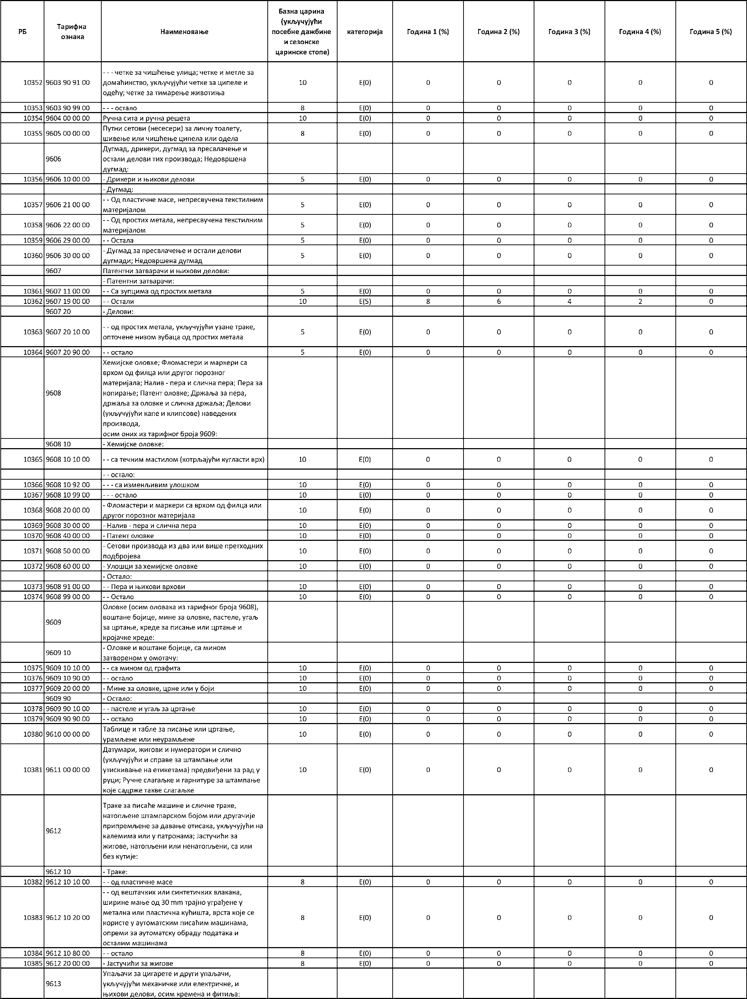 РБ Тарифна ознака Наименовање Базна царина (укључујући посебне дажбине и сезонске царинске стопе) категорија Година 1 (%) Година 2 (%) Година 3 (%) Година 4 (%) Година 5 (%)
- - - четке за чишћење улица; четке и метле за
10352 9603 90 91 00 домаћинство, укључујући четке за ципеле и 10 E(0) 0 0 0 0 0
одећу; четке за тимарење животиња
10353 9603 90 99 00 - - - остало 8 E(0) 0 0 0 0 0
10354 9604 00 00 00 Ручна сита и ручна решета 10 E(0) 0 0 0 0 0
10355 9605 00 00 00 Путни сетови (несесери) за личну тоалету,
шивење или чишћење ципела или одела 8 E(0) 0 0 0 0 0
Дугмад, дрикери, дугмад за пресвлачење и
9606 остали делови тих производа; Недовршена
дугмад:
10356 9606 10 00 00 - Дрикери и њихови делови 5 E(0) 0 0 0 0 0
- Дугмад:
10357 9606 21 00 00 - - Од пластичне масе, непресвучена текстилним
материјалом 5 E(0) 0 0 0 0 0
10358 9606 22 00 00 - - Од простих метала, непресвучена текстилним
материјалом 5 E(0) 0 0 0 0 0
10359 9606 29 00 00 - - Остала 5 E(0) 0 0 0 0 0
10360 9606 30 00 00 - Дугмад за пресвлачење и остали делови
дугмади; Недовршена дугмад 5 E(0) 0 0 0 0 0
9607 Патентни затварачи и њихови делови:
- Патентни затварачи:
10361 9607 11 00 00 - - Са зупцима од простих метала 5 E(0) 0 0 0 0 0
10362 9607 19 00 00 - - Остали 10 E(5) 8 6 4 2 0
9607 20 - Делови:
10363 9607 20 10 00 - - од простих метала, укључујући узане траке,
опточене низом зубаца од простих метала 5 E(0) 0 0 0 0 0
10364 9607 20 90 00 - - остало 5 E(0) 0 0 0 0 0
Хемијске оловке; Фломастери и маркери са
врхом од филца или другог порозног
материјала; Налив - пера и слична пера; Пера за
9608 копирање; Патент оловке; Држаља за пера,
држаља за оловке и слична држаља; Делови
(укључујући капе и клипсове) наведених
производа,
осим оних из тарифног броја 9609:
9608 10 - Хемијске оловке:
10365 9608 10 10 00 - - са течним мастилом (котрљајући кугласти врх) 10 E(0) 0 0 0 0 0
- - остало:
10366 9608 10 92 00 - - - са изменљивим улошком 10 E(0) 0 0 0 0 0
10367 9608 10 99 00 - - - остало 10 E(0) 0 0 0 0 0
10368 9608 20 00 00 - Фломастери и маркери са врхом од филца или
другог порозног материјала 10 E(0) 0 0 0 0 0
10369 9608 30 00 00 - Налив - пера и слична пера 10 E(0) 0 0 0 0 0
10370 9608 40 00 00 - Патент оловке 10 E(0) 0 0 0 0 0
10371 9608 50 00 00 - Сетови производа из два или више претходних
подбројева 10 E(0) 0 0 0 0 0
10372 9608 60 00 00 - Улошци за хемијске оловке 10 E(0) 0 0 0 0 0
- Остало:
10373 9608 91 00 00 - - Пера и њихови врхови 10 E(0) 0 0 0 0 0
10374 9608 99 00 00 - - Остало 10 E(0) 0 0 0 0 0
Оловке (осим оловака из тарифног броја 9608),
9609 воштане бојице, мине за оловке, пастеле, угаљ
за цртање, креде за писање или цртање и
кројачке креде:
9609 10 - Оловке и воштане бојице, са мином
затвореном у омотачу:
10375 9609 10 10 00 - - са мином од графита 10 E(0) 0 0 0 0 0
10376 9609 10 90 00 - - остало 10 E(0) 0 0 0 0 0
10377 9609 20 00 00 - Мине за оловке, црне или у боји 10 E(0) 0 0 0 0 0
9609 90 - Остало:
10378 9609 90 10 00 - - пастеле и угаљ за цртање 10 E(0) 0 0 0 0 0
10379 9609 90 90 00 - - остало 10 E(0) 0 0 0 0 0
10380 9610 00 00 00 Таблице и табле за писање или цртање,
урамљене или неурамљене 10 E(0) 0 0 0 0 0
Датумари, жигови и нумератори и слично
(укључујући и справе за штампање или
10381 9611 00 00 00 утискивање на етикетама) предвиђени за рад у 10 E(0) 0 0 0 0 0
руци; Ручне слагаљке и гарнитуре за штампање
које садрже такве слагаљке
Траке за писаће машине и сличне траке,
натопљене штампарском бојом или другачије
9612 припремљене за давање отисака, укључујући на
калемима или у патронама; Јастучићи за
жигове, натопљени или ненатопљени, са или
без кутије:
9612 10 - Траке:
10382 9612 10 10 00 - - од пластичне масе 8 E(0) 0 0 0 0 0
- - од вештачких или синтетичких влакана,
ширине мање од 30 mm трајно уграђене у
10383 9612 10 20 00 метална или пластична кућишта, врста које се 8 E(0) 0 0 0 0 0
користе у аутоматским писаћим машинама,
опреми за аутоматску обраду података и
осталим машинама
10384 9612 10 80 00 - - остало 8 E(0) 0 0 0 0 0
10385 9612 20 00 00 - Јастучићи за жигове 8 E(0) 0 0 0 0 0
Упаљачи за цигарете и други упаљачи,
9613 укључујући механичке или електричне, и
њихови делови, осим кремена и фитиља: